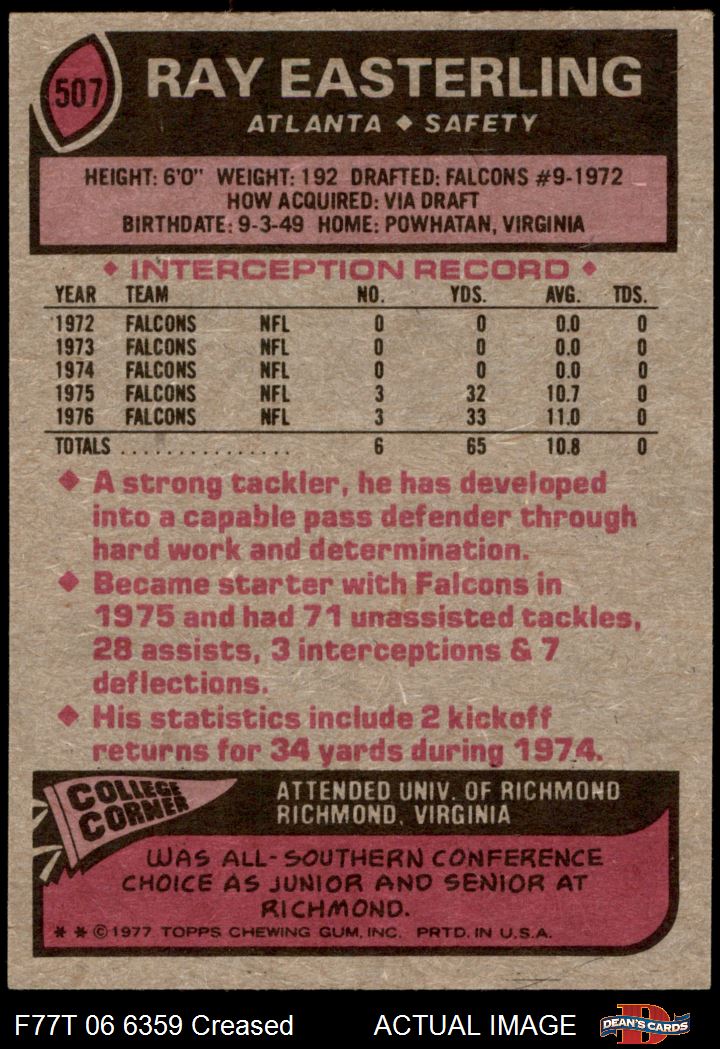 507
RAY EASTERLING
ATLANTA ◆ SAFETY
HEIGHT: 6'0" WEIGHT: 192 DRAFTED: FALCONS #9-1972
HOW ACQUIRED: VIA DRAFT
BIRTHDATE: 9-3-49 HOME: POWHATAN, VIRGINIA
◆ INTERCEPTION RECORD ◆
YEAR TEAM NO. YDS. AVG. TDS.
1972 FALCONS NFL 0 0 0.0 0
1973 FALCONS NFL 0 0 0.0 0
1974 FALCONS NFL 0 0 0.0 0
1975 FALCONS NFL 3 32 10.7 0
1976 FALCONS NFL 3 33 11.0 0
TOTALS . . . . . . . . . . . . . . . 6 65 10.8 0
◆ A strong tackler, he has developed
into a capable pass defender through
hard work and determination.
◆ Became starter with Falcons in
1975 and had 71 unassisted tackles,
28 assists, 3 interceptions & 7
deflections.
◆ His statistics include 2 kickoff
returns for 34 yards during 1974.
COLLEGE
CORNER
ATTENDED UNIV. OF RICHMOND
RICHMOND, VIRGINIA
WAS ALL-SOUTHERN CONFERENCE
CHOICE AS JUNIOR AND SENIOR AT
RICHMOND.
* * © 1977 TOPPS CHEWING GUM, INC. PRTD. IN U.S.A.
F77T 06 6359 Creased ACTUAL IMAGE
D
DEAN'S CARDS